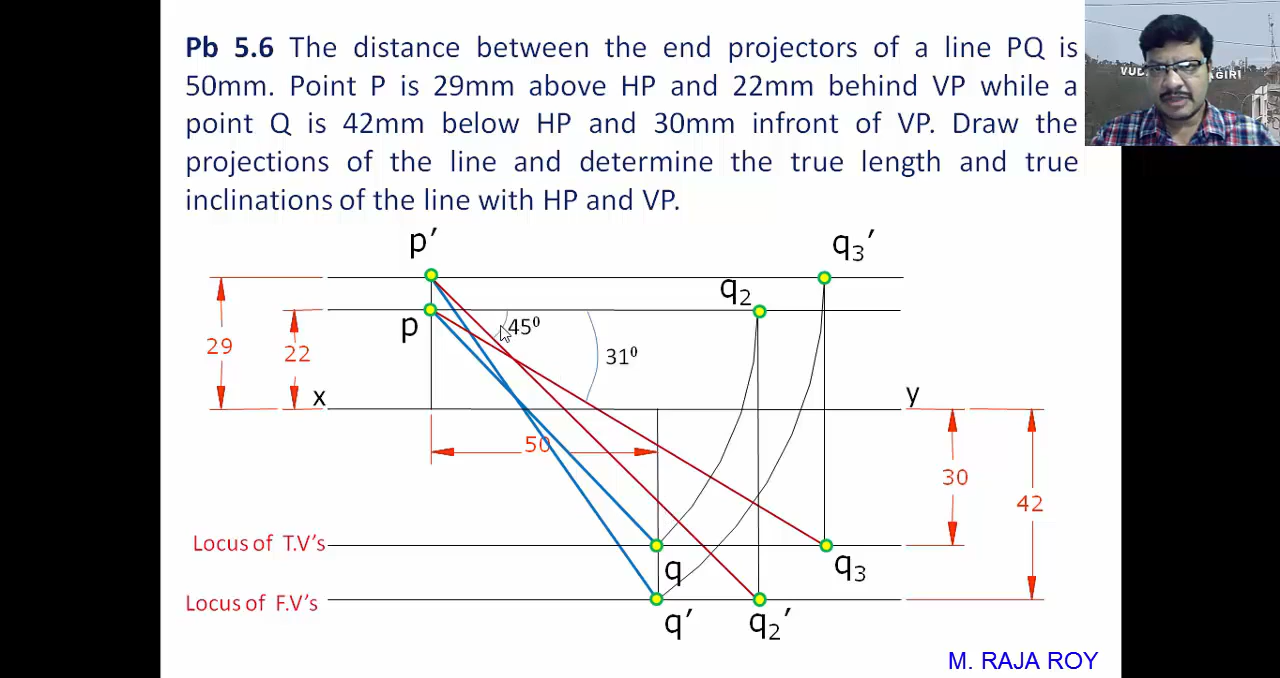 Pb 5.6 The distance between the end projectors of a line PQ is
50mm. Point P is 29mm above HP and 22mm behind VP while a
point Q is 42mm below HP and 30mm infront of VP. Draw the
projections of the line and determine the true length and true
inclinations of the line with HP and VP.
p′
q₃′
q₂
p
45⁰
31⁰
29
22
x
y
50
30
42
Locus of T.V's
q
q₃
Locus of F.V's
q′
q₂′
M. RAJA ROY